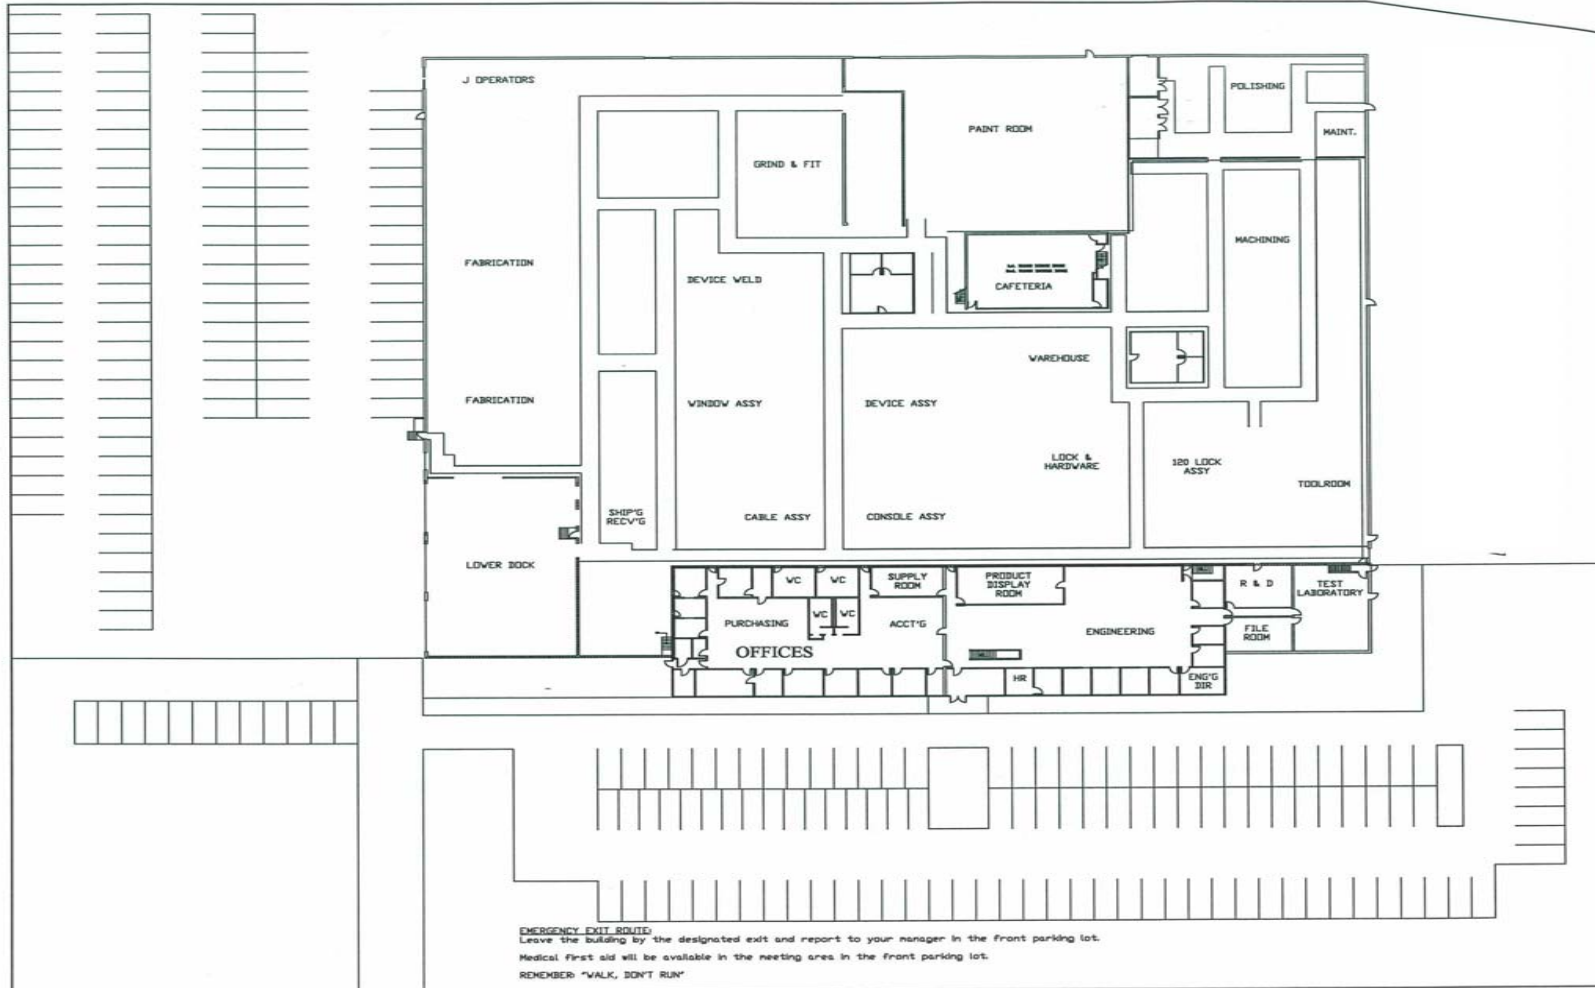 J OPERATORS
POLISHING
PAINT ROOM
MAINT.
GRIND & FIT
MACHINING
FABRICATION
DEVICE WELD
CAFETERIA
WAREHOUSE
FABRICATION
WINDOW ASSY
DEVICE ASSY
LOCK &
HARDWARE
120 LOCK
ASSY
TOOLROOM
SHIP'G
RECV'G
CABLE ASSY
CONSOLE ASSY
LOWER DOCK
WC
WC
SUPPLY
ROOM
PRODUCT
DISPLAY
ROOM
R & D
TEST
LABORATORY
WC
WC
PURCHASING
ACCT'G
ENGINEERING
FILE
ROOM
OFFICES
HR
ENG'G
DIR
EMERGENCY EXIT ROUTE:
Leave the building by the designated exit and report to your manager in the front parking lot.
Medical first aid will be available in the meeting area in the front parking lot.
REMEMBER: "WALK, DON'T RUN"